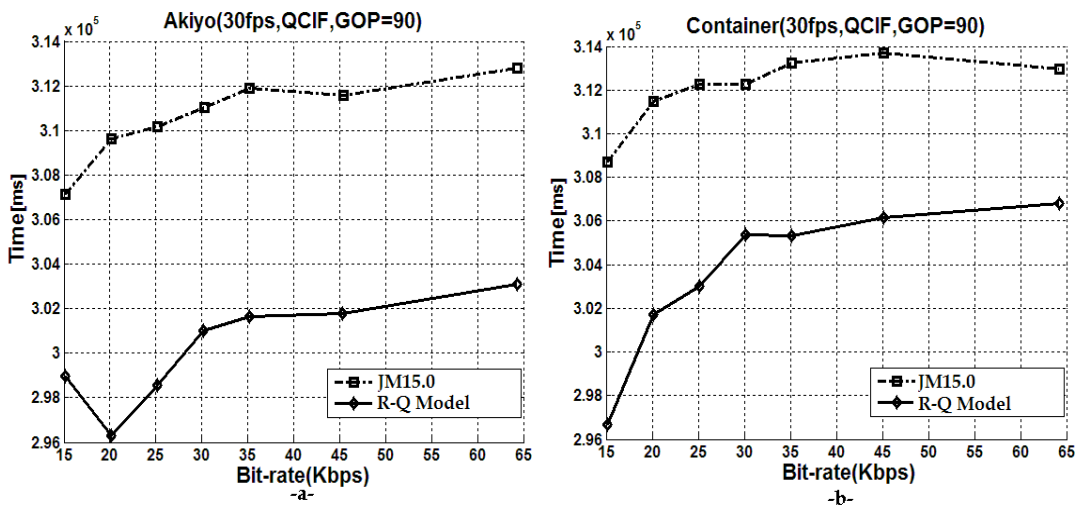 Akiyo(30fps,QCIF,GOP=90)
x 10^5
3.14
3.12
3.1
3.08
3.06
3.04
3.02
3
2.98
2.96
Time[ms]
15 20 25 30 35 40 45 50 55 60 65
Bit-rate(Kbps)
-a-
JM15.0
R-Q Model
Container(30fps,QCIF,GOP=90)
x 10^5
3.14
3.12
3.1
3.08
3.06
3.04
3.02
3
2.98
2.96
Time[ms]
15 20 25 30 35 40 45 50 55 60 65
Bit-rate(Kbps)
-b-
JM15.0
R-Q Model